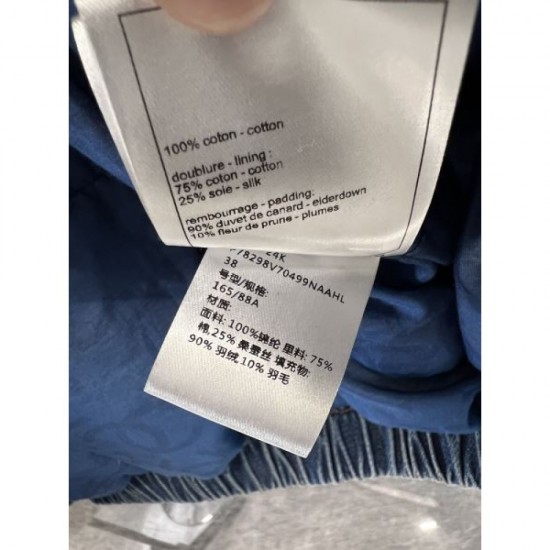 100% coton - cotton
doublure - lining :
75% coton - cotton
25% soie - silk
rembourrage - padding:
90% duvet de canard - eiderdown
10% fleur de prune - plumes
24K
78298V70499NAAHL
38
号型/规格:
165/88A
材质:
面料: 100%锦纶 里料: 75%
棉,25% 桑蚕丝 填充物:
90% 羽绒,10% 羽毛